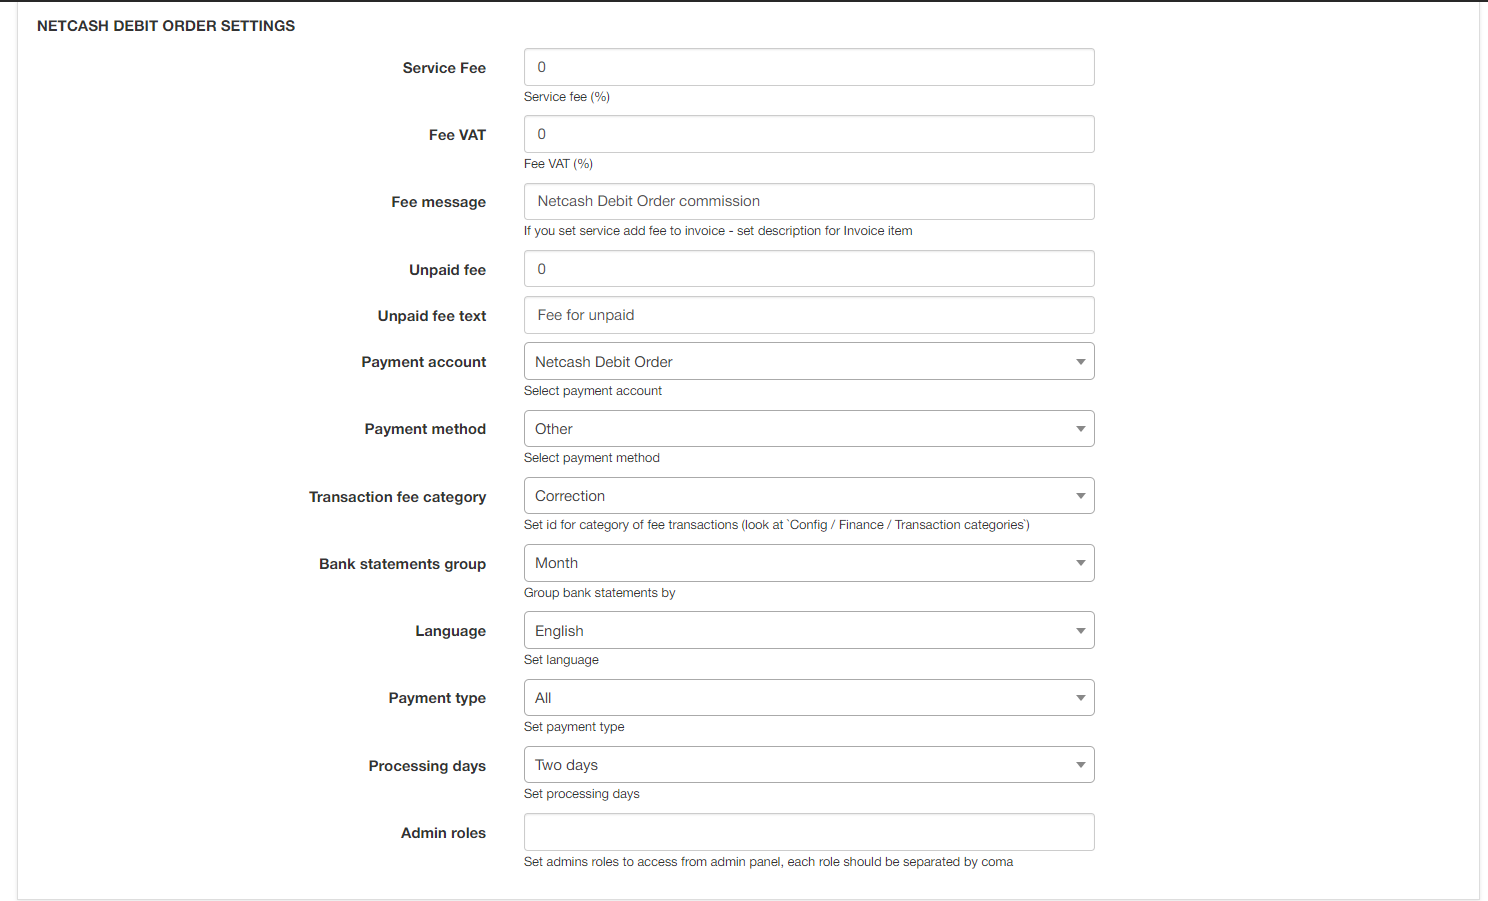 NETCASH DEBIT ORDER SETTINGS
Service Fee
0
Service fee (%)
Fee VAT
0
Fee VAT (%)
Fee message
Netcash Debit Order commission
If you set service add fee to invoice - set description for Invoice item
Unpaid fee
0
Unpaid fee text
Fee for unpaid
Payment account
Netcash Debit Order
Select payment account
Payment method
Other
Select payment method
Transaction fee category
Correction
Set id for category of fee transactions (look at `Config / Finance / Transaction categories`)
Bank statements group
Month
Group bank statements by
Language
English
Set language
Payment type
All
Set payment type
Processing days
Two days
Set processing days
Admin roles
Set admins roles to access from admin panel, each role should be separated by coma